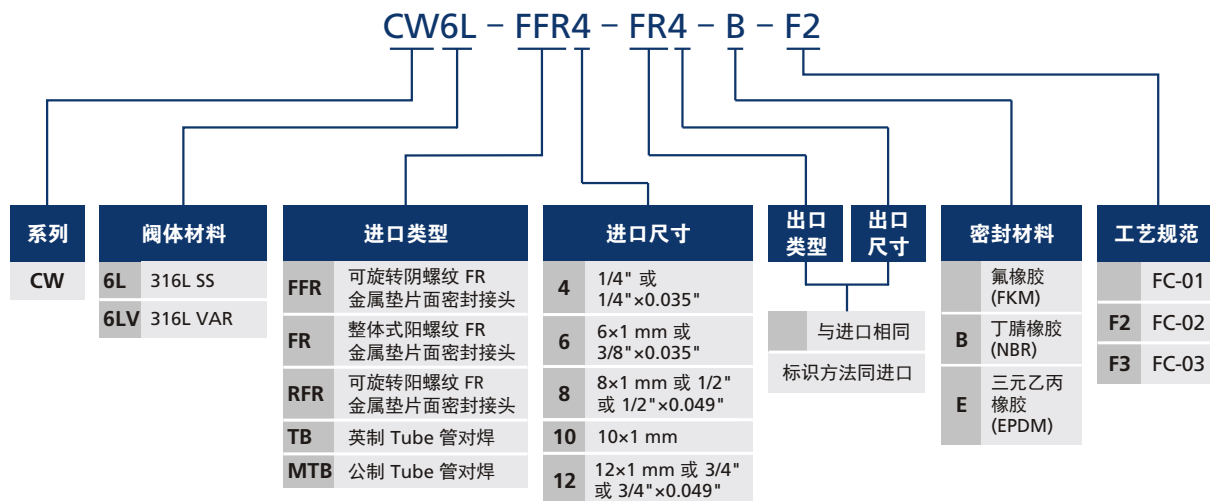 CW6L – FFR4 – FR4 – B – F2
系列
CW
阀体材料
6L 316L SS
6LV 316L VAR
进口类型
FFR 可旋转阴螺纹 FR
金属垫片面密封接头
FR 整体式阳螺纹 FR
金属垫片面密封接头
RFR 可旋转阳螺纹 FR
金属垫片面密封接头
TB 英制 Tube 管对焊
MTB 公制 Tube 管对焊
进口尺寸
4 1/4" 或
1/4"×0.035"
6 6×1 mm 或
3/8"×0.035"
8 8×1 mm 或 1/2"
或 1/2"×0.049"
10 10×1 mm
12 12×1 mm 或 3/4"
或 3/4"×0.049"
出口
类型
出口
尺寸
与进口相同
标识方法同进口
密封材料
氟橡胶
(FKM)
B 丁腈橡胶
(NBR)
E 三元乙丙
橡胶
(EPDM)
工艺规范
FC-01
F2 FC-02
F3 FC-03